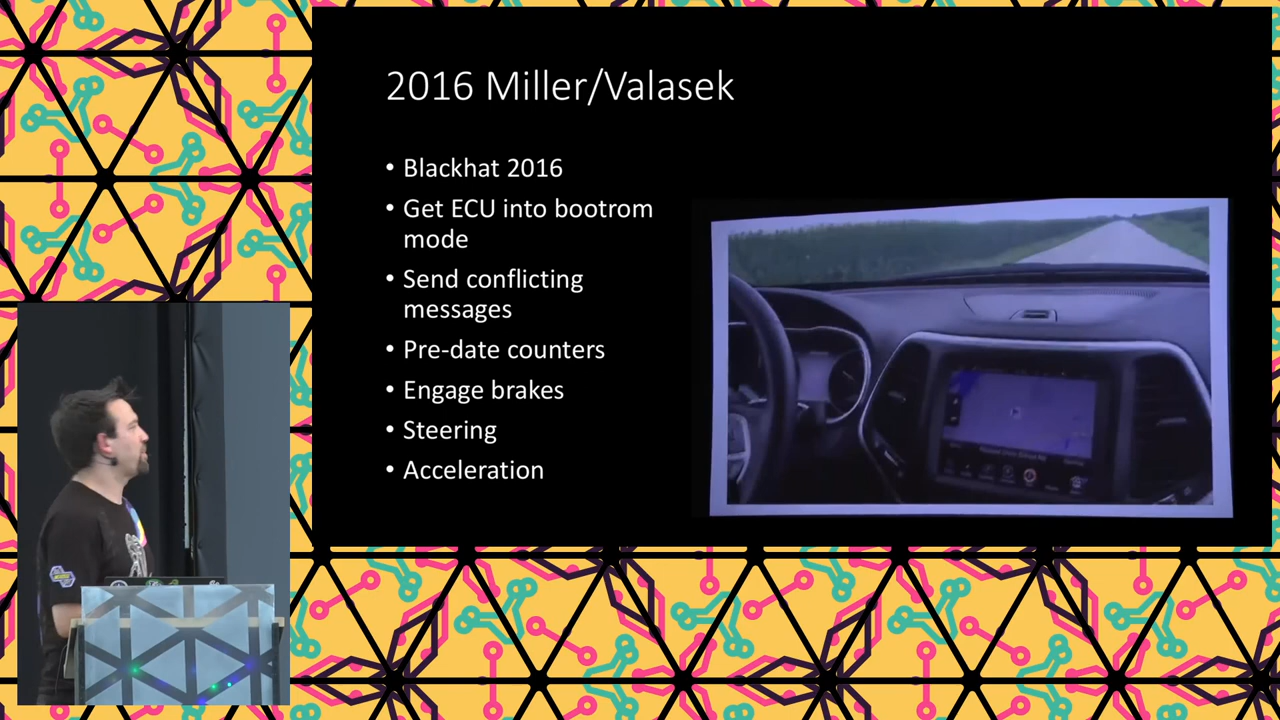 2016 Miller/Valasek
• Blackhat 2016
• Get ECU into bootrom
mode
• Send conflicting
messages
• Pre-date counters
• Engage brakes
• Steering
• Acceleration